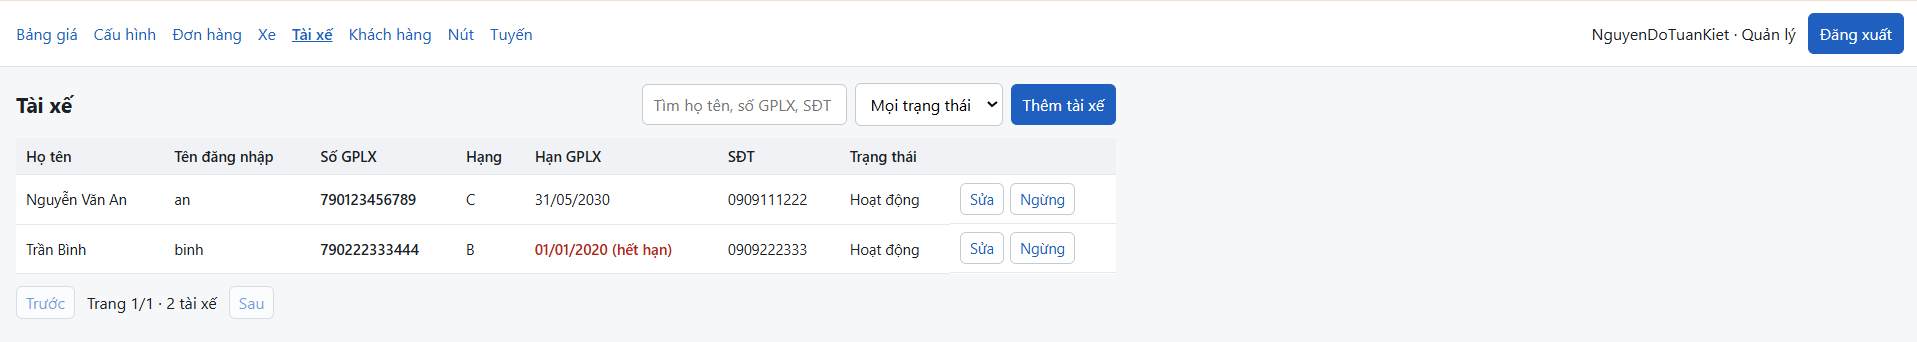 Bảng giá Cấu hình Đơn hàng Xe Tài xế Khách hàng Nút Tuyến NguyenDoTuanKiet · Quản lý Đăng xuất
Tài xế Tìm họ tên, số GPLX, SĐT Mọi trạng thái Thêm tài xế
Họ tên Tên đăng nhập Số GPLX Hạng Hạn GPLX SĐT Trạng thái
Nguyễn Văn An an 790123456789 C 31/05/2030 0909111222 Hoạt động Sửa Ngừng
Trần Bình binh 790222333444 B 01/01/2020 (hết hạn) 0909222333 Hoạt động Sửa Ngừng
Trước Trang 1/1 · 2 tài xế Sau